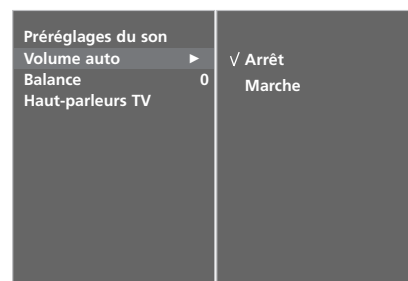 Préréglages du son
Volume auto ►
Balance 0
Haut-parleurs TV
√ Arrêt
Marche